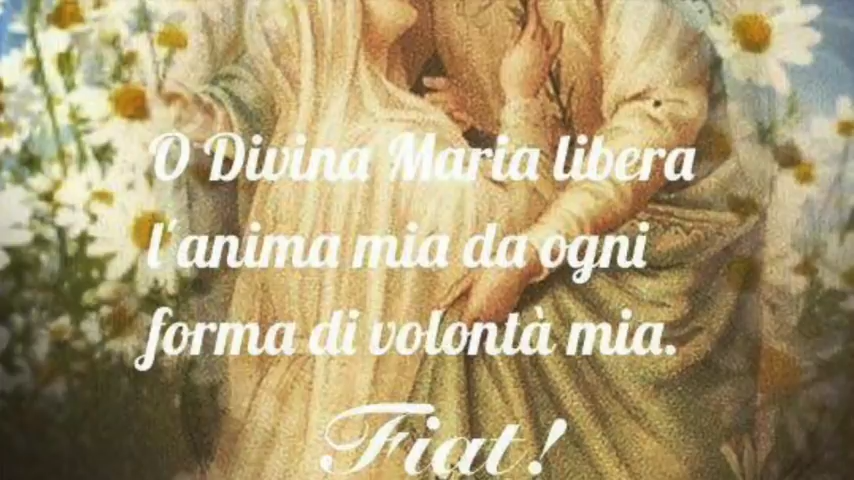 O Divina Maria libera
l'anima mia da ogni
forma di volontà mia.
Fiat!